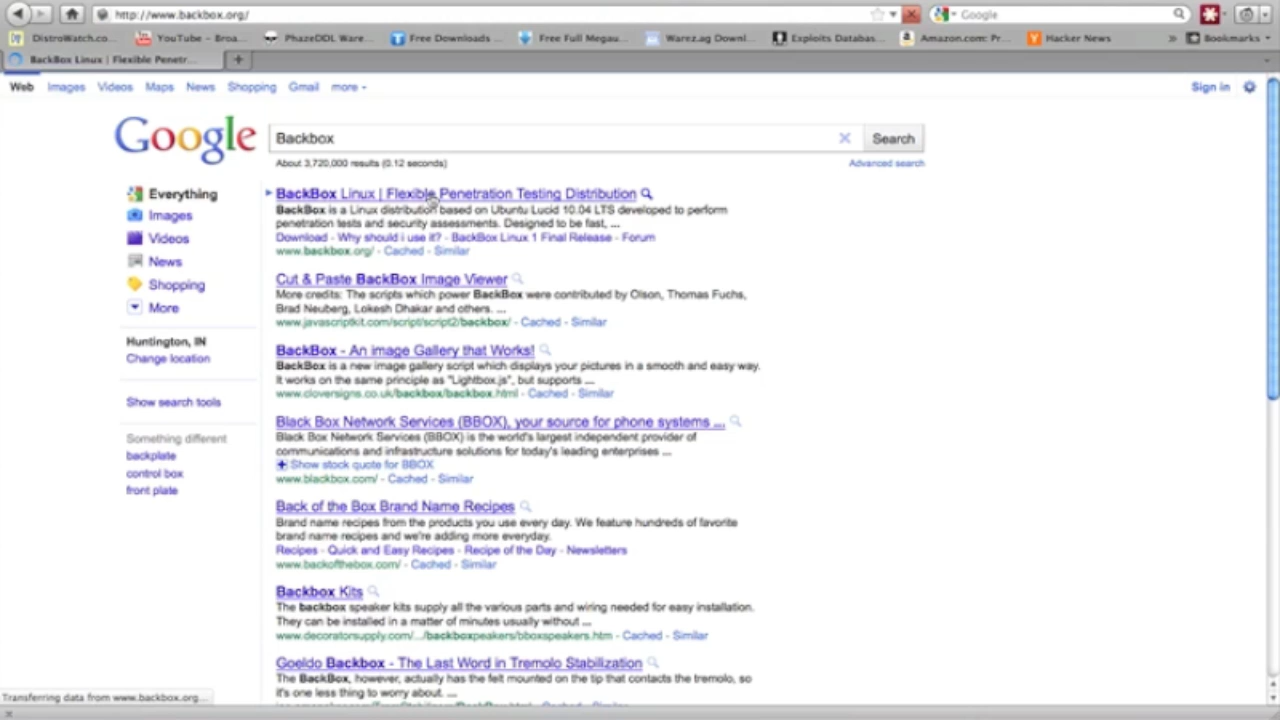 http://www.backbox.org/
Google
DistroWatch.co...
YouTube - Broa...
PhazeDDL Ware...
Free Downloads ...
Free Full Megau...
Warez.ag Downl...
Exploits Databas...
Amazon.com: Pr...
Hacker News
»
Bookmarks
BackBox Linux | Flexible Penetr...
+
Web Images Videos Maps News Shopping Gmail more
Sign in
Google
Backbox
Search
About 3,720,000 results (0.12 seconds)
Advanced search
Everything
Images
Videos
News
Shopping
More
Huntington, IN
Change location
Show search tools
Something different
backplate
control box
front plate
BackBox Linux | Flexible Penetration Testing Distribution
BackBox is a Linux distribution based on Ubuntu Lucid 10.04 LTS developed to perform
penetration tests and security assessments. Designed to be fast, ...
Download - Why should i use it? - BackBox Linux 1 Final Release - Forum
www.backbox.org/ - Cached - Similar
Cut & Paste BackBox Image Viewer
More credits: The scripts which power BackBox were contributed by Olson, Thomas Fuchs,
Brad Neuberg, Lokesh Dhakar and others. ...
www.javascriptkit.com/script/script2/backbox/ - Cached - Similar
BackBox - An image Gallery that Works!
BackBox is a new image gallery script which displays your pictures in a smooth and easy way.
It works on the same principle as "Lightbox.js", but supports ...
www.cloversigns.co.uk/backbox/backbox.html - Cached - Similar
Black Box Network Services (BBOX), your source for phone systems ...
Black Box Network Services (BBOX) is the world's largest independent provider of
communications and infrastructure solutions for today's leading enterprises ...
Show stock quote for BBOX
www.blackbox.com/ - Cached - Similar
Back of the Box Brand Name Recipes
Brand name recipes from the products you use every day. We feature hundreds of favorite
brand name recipes and we're adding more everyday.
Recipes - Quick and Easy Recipes - Recipe of the Day - Newsletters
www.backofthebox.com/ - Cached - Similar
Backbox Kits
The backbox speaker kits supply all the various parts and wiring needed for easy installation.
They can be installed in a matter of minutes usually without ...
www.decoratorsupply.com/.../backboxpeakers/bboxspeakers.htm - Cached - Similar
Goeldo Backbox - The Last Word in Tremolo Stabilization
The BackBox, however, actually has the felt mounted on the tip that contacts the tremolo, so
it's one less thing to worry about. ...
Transferring data from www.backbox.org...